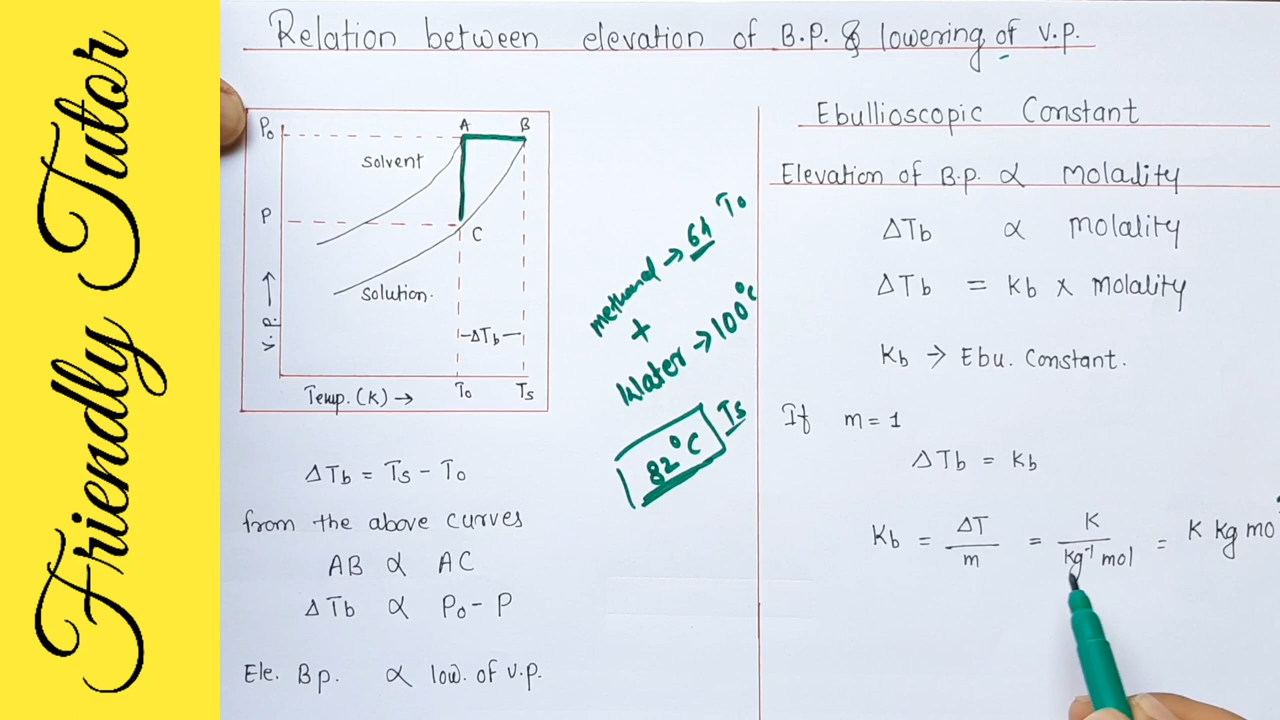 Friendly Tutor
Relation between elevation of B.P. & lowering of V.P.
P₀
A
B
solvent
P
C
solution.
V.P.
ΔTb
Temp. (K) →
T₀
Ts
ΔTb = Ts - T₀
from the above curves
AB ∝ AC
ΔTb ∝ P₀ - P
Ele. B p. ∝ low. of v.p.
methanol → 64 T₀
+
Water → 100°C
82°C Ts
Ebullioscopic Constant
Elevation of B.P. ∝ Molality
ΔTb ∝ Molality
ΔTb = Kb × Molality
Kb → Ebu. Constant.
If m = 1
ΔTb = Kb
Kb = ΔT / m = K / Kg⁻¹ mol = K Kg mo